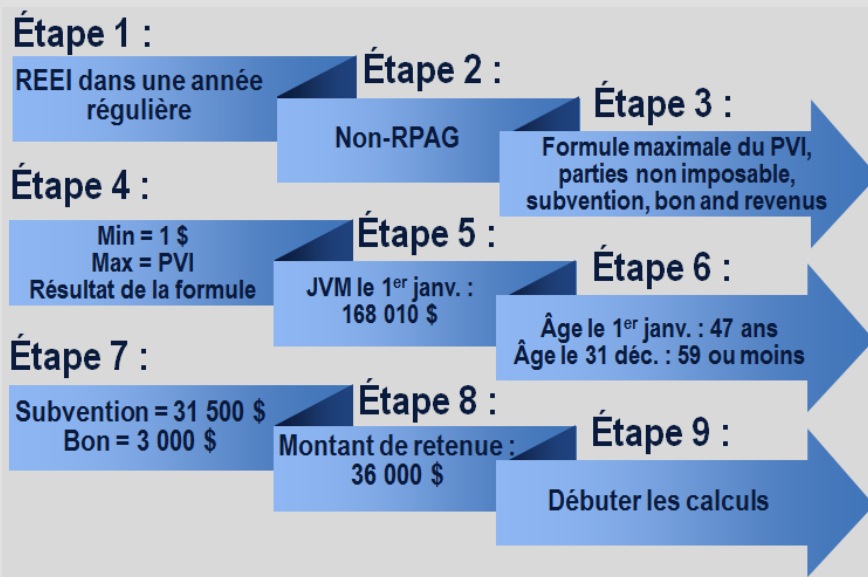 Étape 1 :
REEI dans une année
régulière
Étape 2 :
Non-RPAG
Étape 3 :
Formule maximale du PVI,
parties non imposable,
subvention, bon and revenus
Étape 4 :
Min = 1 $
Max = PVI
Résultat de la formule
Étape 5 :
JVM le 1er janv. :
168 010 $
Étape 6 :
Âge le 1er janv. : 47 ans
Âge le 31 déc. : 59 ou moins
Étape 7 :
Subvention = 31 500 $
Bon = 3 000 $
Étape 8 :
Montant de retenue :
36 000 $
Étape 9 :
Débuter les calculs